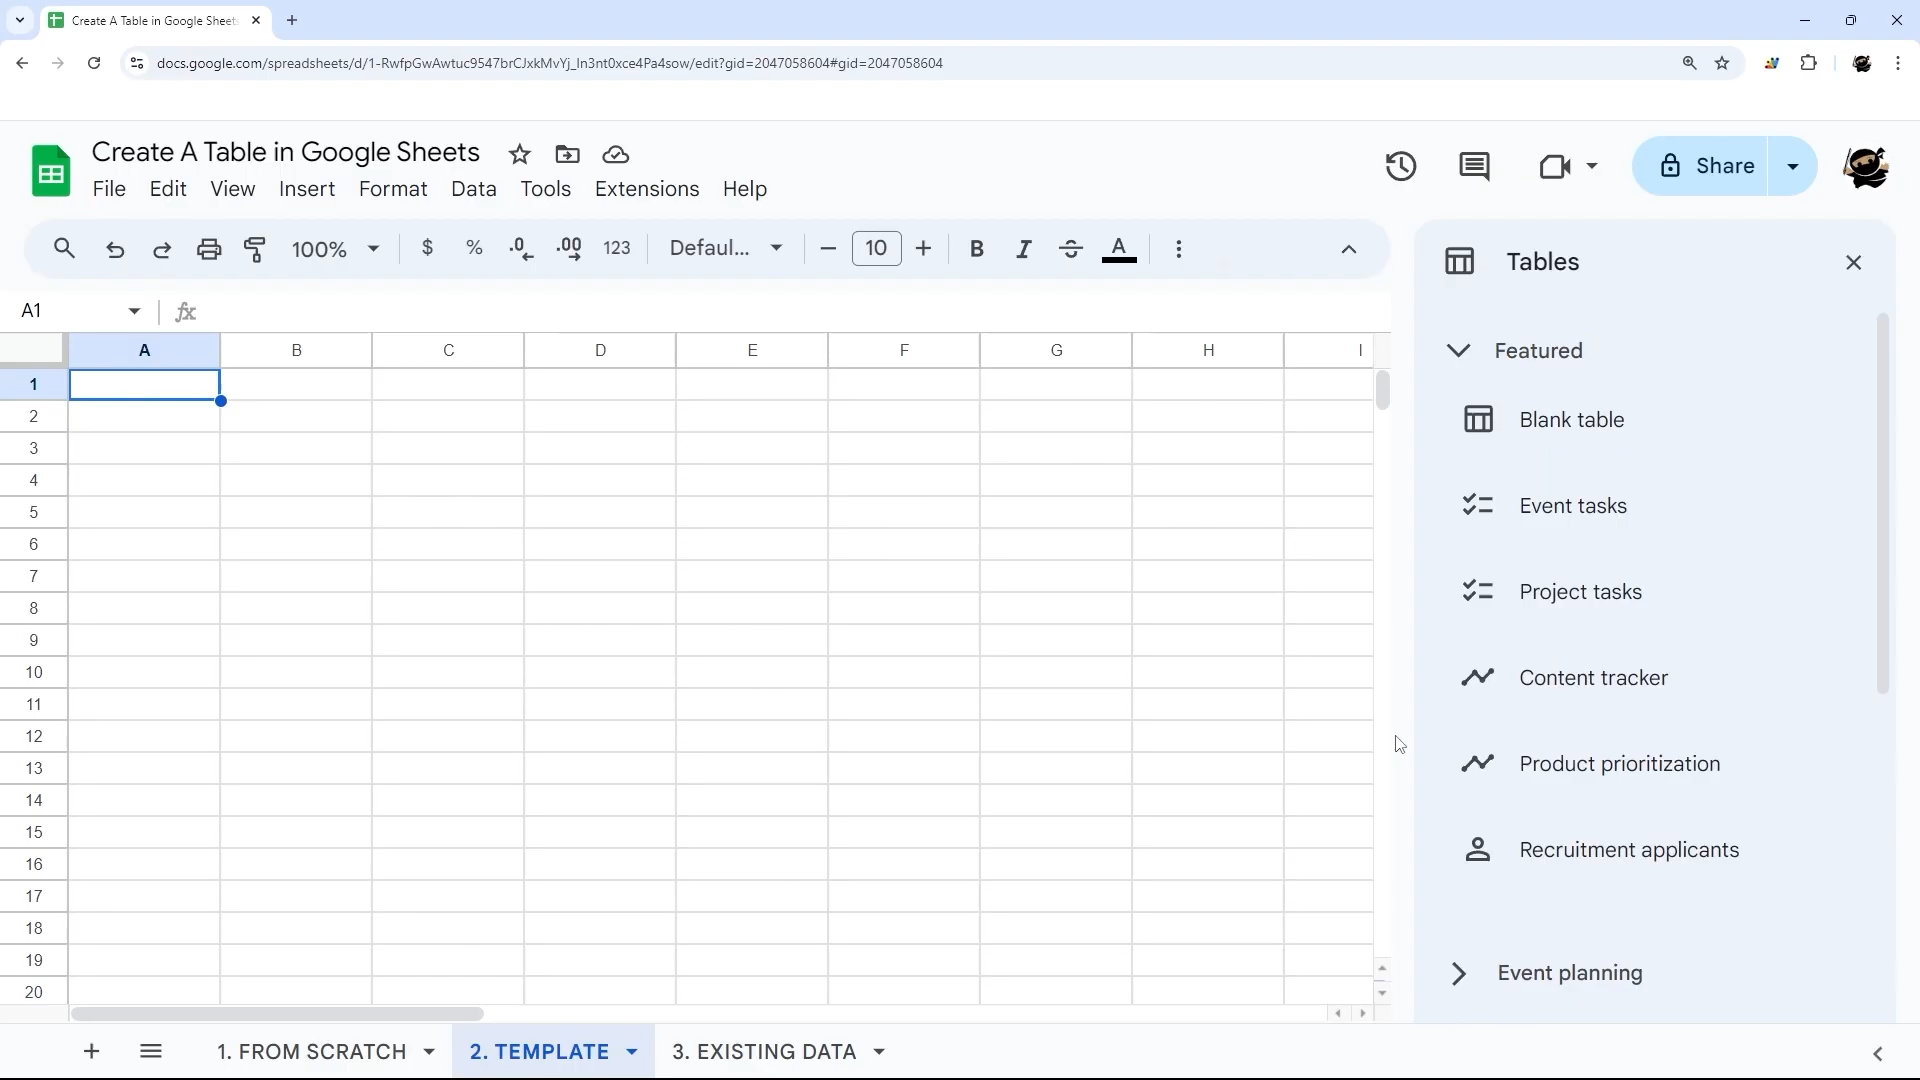 Create A Table in Google Sheet
docs.google.com/spreadsheets/d/1-RwfpGwAwtuc9547brCJxkMvYj_In3nt0xce4Pa4sow/edit?gid=2047058604#gid=2047058604
Create A Table in Google Sheets
File Edit View Insert Format Data Tools Extensions Help
Share
100% $ % .0 .00 123 Defaul... 10 B I S A
Tables
A1 fx
A B C D E F G H I
1
2
3
4
5
6
7
8
9
10
11
12
13
14
15
16
17
18
19
20
Featured
Blank table
Event tasks
Project tasks
Content tracker
Product prioritization
Recruitment applicants
Event planning
1. FROM SCRATCH 2. TEMPLATE 3. EXISTING DATA